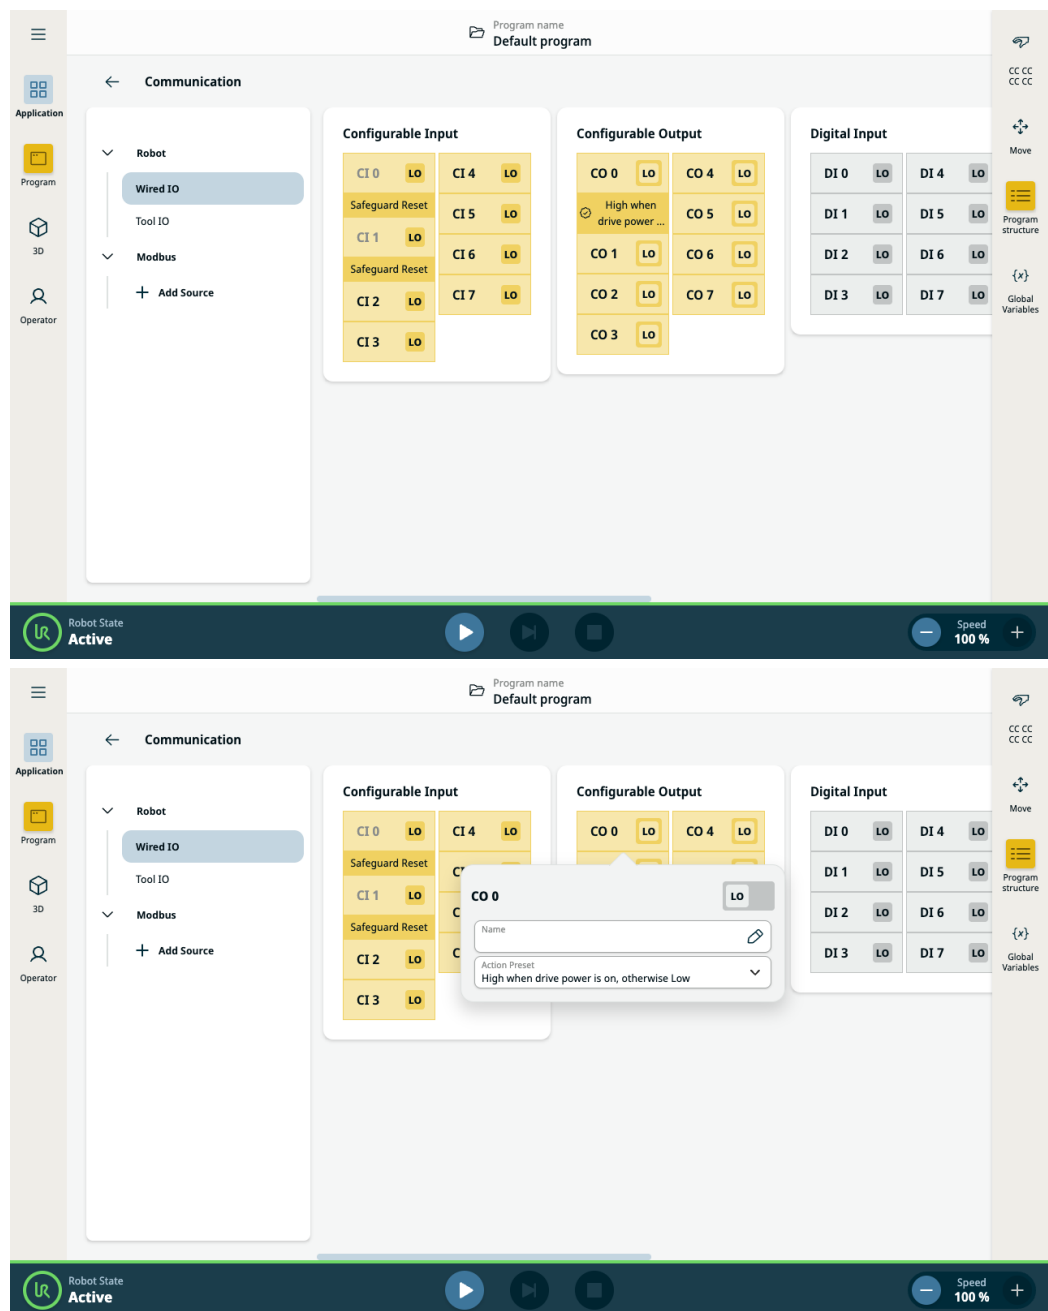 Program name
Default program
Application
Program
3D
Operator
Communication
Robot
Wired IO
Tool IO
Modbus
Add Source
Configurable Input
CI 0 LO CI 4 LO
Safeguard Reset
CI 5 LO
CI 1 LO
CI 6 LO
Safeguard Reset
CI 2 LO CI 7 LO
CI 3 LO
Configurable Output
CO 0 LO CO 4 LO
High when
drive power ...
CO 5 LO
CO 1 LO CO 6 LO
CO 2 LO CO 7 LO
CO 3 LO
Digital Input
DI 0 LO DI 4 LO
DI 1 LO DI 5 LO
DI 2 LO DI 6 LO
DI 3 LO DI 7 LO
CC CC
CC CC
Move
Program
structure
{x}
Global
Variables
Robot State
Active
Speed
100 %
Program name
Default program
Application
Program
3D
Operator
Communication
Robot
Wired IO
Tool IO
Modbus
Add Source
Configurable Input
CI 0 LO CI 4 LO
Safeguard Reset
C
CI 1 LO
C
Safeguard Reset
CI 2 LO C
CI 3 LO
Configurable Output
CO 0 LO CO 4 LO
CO 0 LO
Name
Action Preset
High when drive power is on, otherwise Low
Digital Input
DI 0 LO DI 4 LO
DI 1 LO DI 5 LO
DI 2 LO DI 6 LO
DI 3 LO DI 7 LO
CC CC
CC CC
Move
Program
structure
{x}
Global
Variables
Robot State
Active
Speed
100 %